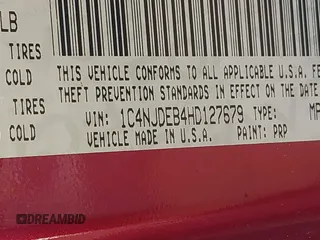 LB
TIRES
COLD
TIRES
COLD
THIS VEHICLE CONFORMS TO ALL APPLICABLE U.S.A. FE
THEFT PREVENTION STANDARDS IN EFFECT ON THE DATE
VIN: 1C4NJDEB4HD127679 TYPE: MP
VEHICLE MADE IN U.S.A. PAINT: PRP
DREAMBID